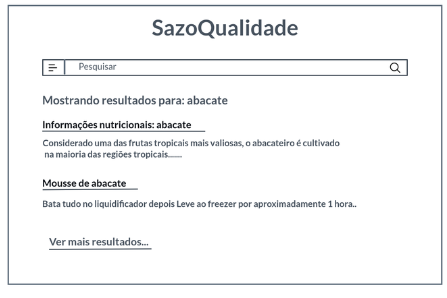 SazoQualidade
Pesquisar
Mostrando resultados para: abacate
Informações nutricionais: abacate
Considerado uma das frutas tropicais mais valiosas, o abacateiro é cultivado
na maioria das regiões tropicais......
Mousse de abacate
Bata tudo no liquidificador depois Leve ao freezer por aproximadamente 1 hora..
Ver mais resultados...